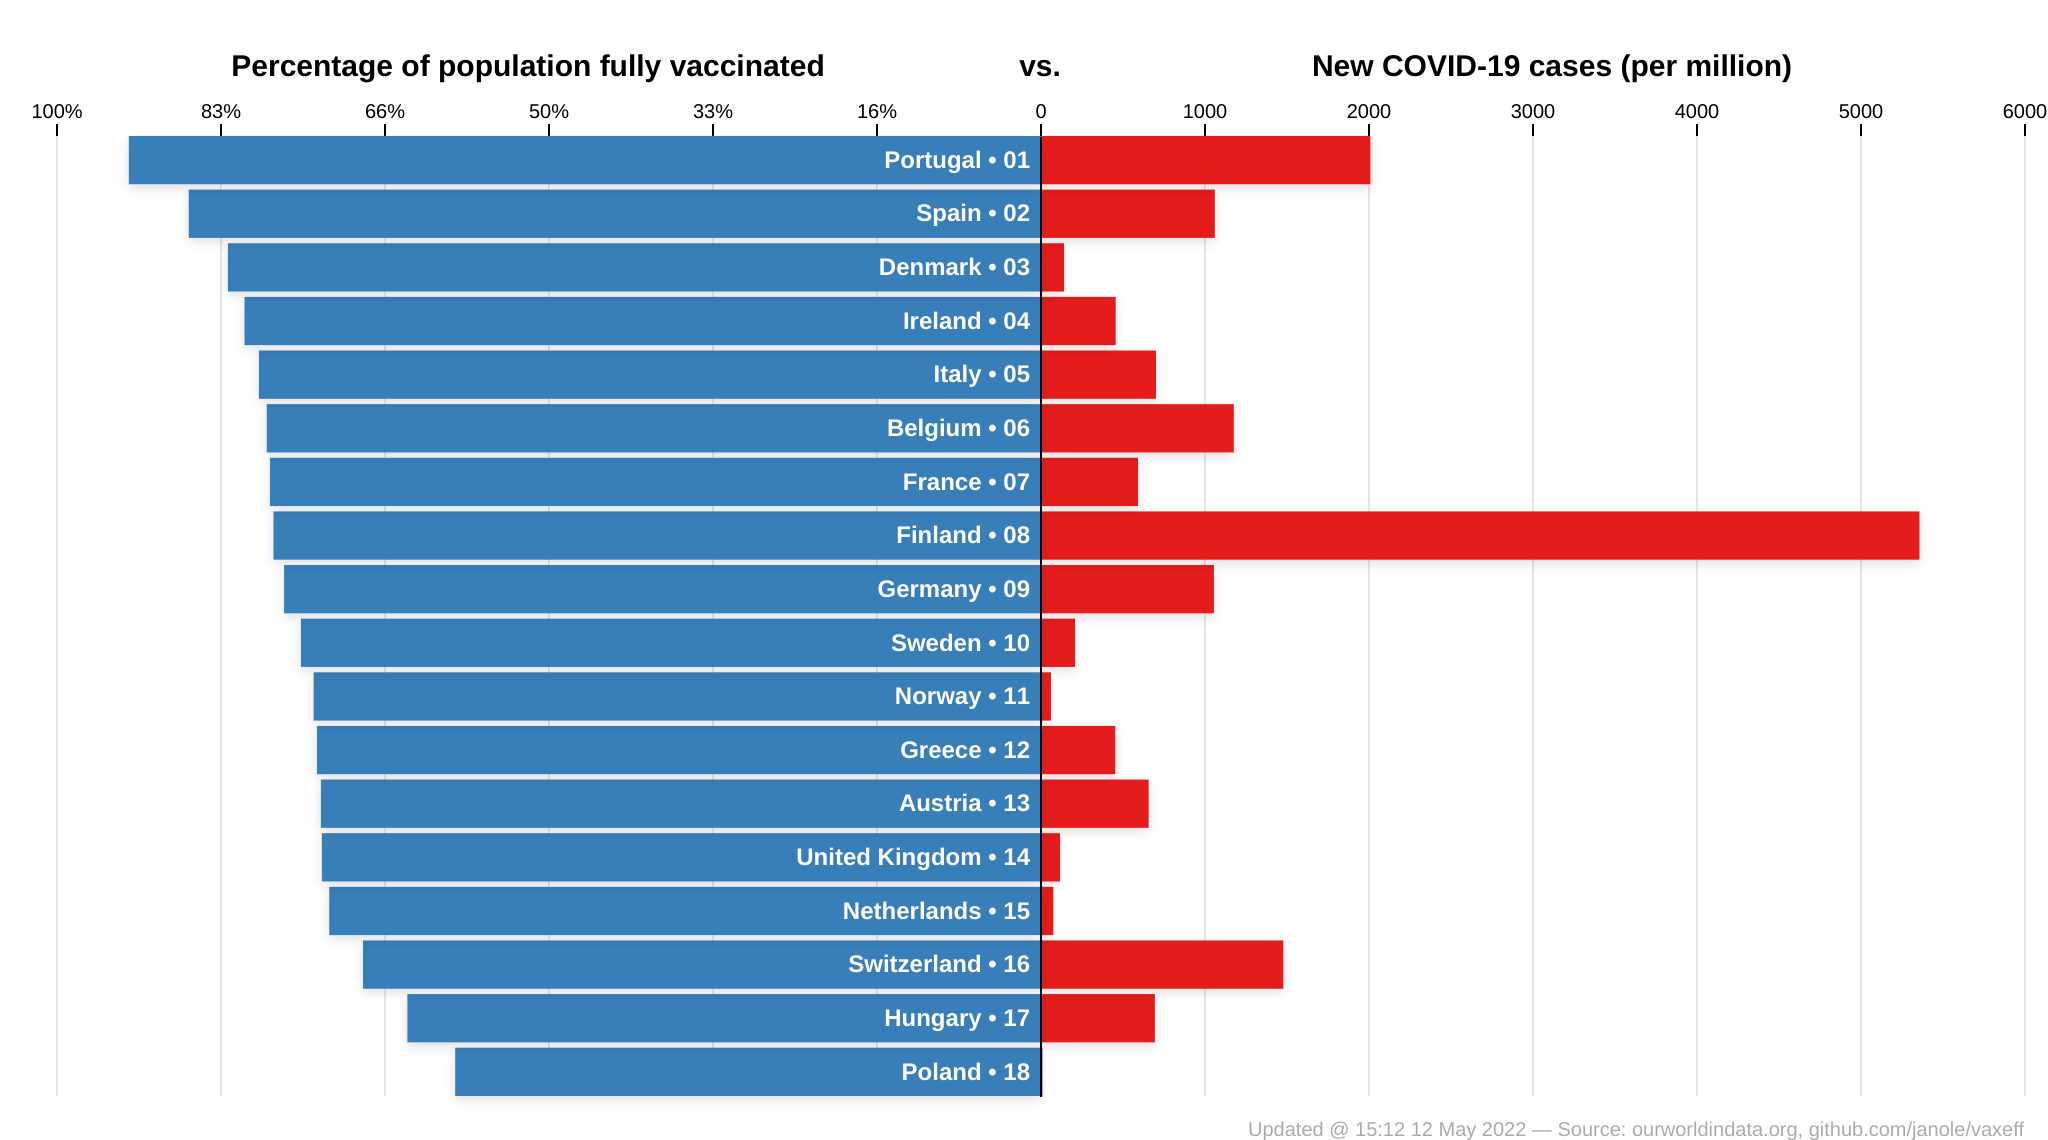 Percentage of population fully vaccinated vs. New COVID-19 cases (per million)
100% 83% 66% 50% 33% 16% 0 1000 2000 3000 4000 5000 6000
Portugal • 01
Spain • 02
Denmark • 03
Ireland • 04
Italy • 05
Belgium • 06
France • 07
Finland • 08
Germany • 09
Sweden • 10
Norway • 11
Greece • 12
Austria • 13
United Kingdom • 14
Netherlands • 15
Switzerland • 16
Hungary • 17
Poland • 18
Updated @ 15:12 12 May 2022 — Source: ourworldindata.org, github.com/janole/vaxeff